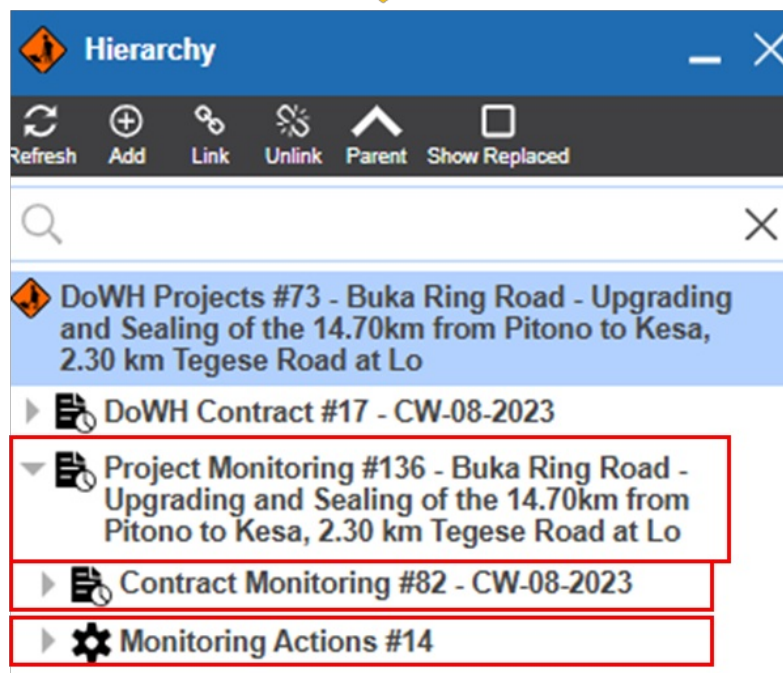 Hierarchy
Refresh Add Link Unlink Parent Show Replaced
DoWH Projects #73 - Buka Ring Road - Upgrading
and Sealing of the 14.70km from Pitono to Kesa,
2.30 km Tegese Road at Lo
DoWH Contract #17 - CW-08-2023
Project Monitoring #136 - Buka Ring Road -
Upgrading and Sealing of the 14.70km from
Pitono to Kesa, 2.30 km Tegese Road at Lo
Contract Monitoring #82 - CW-08-2023
Monitoring Actions #14